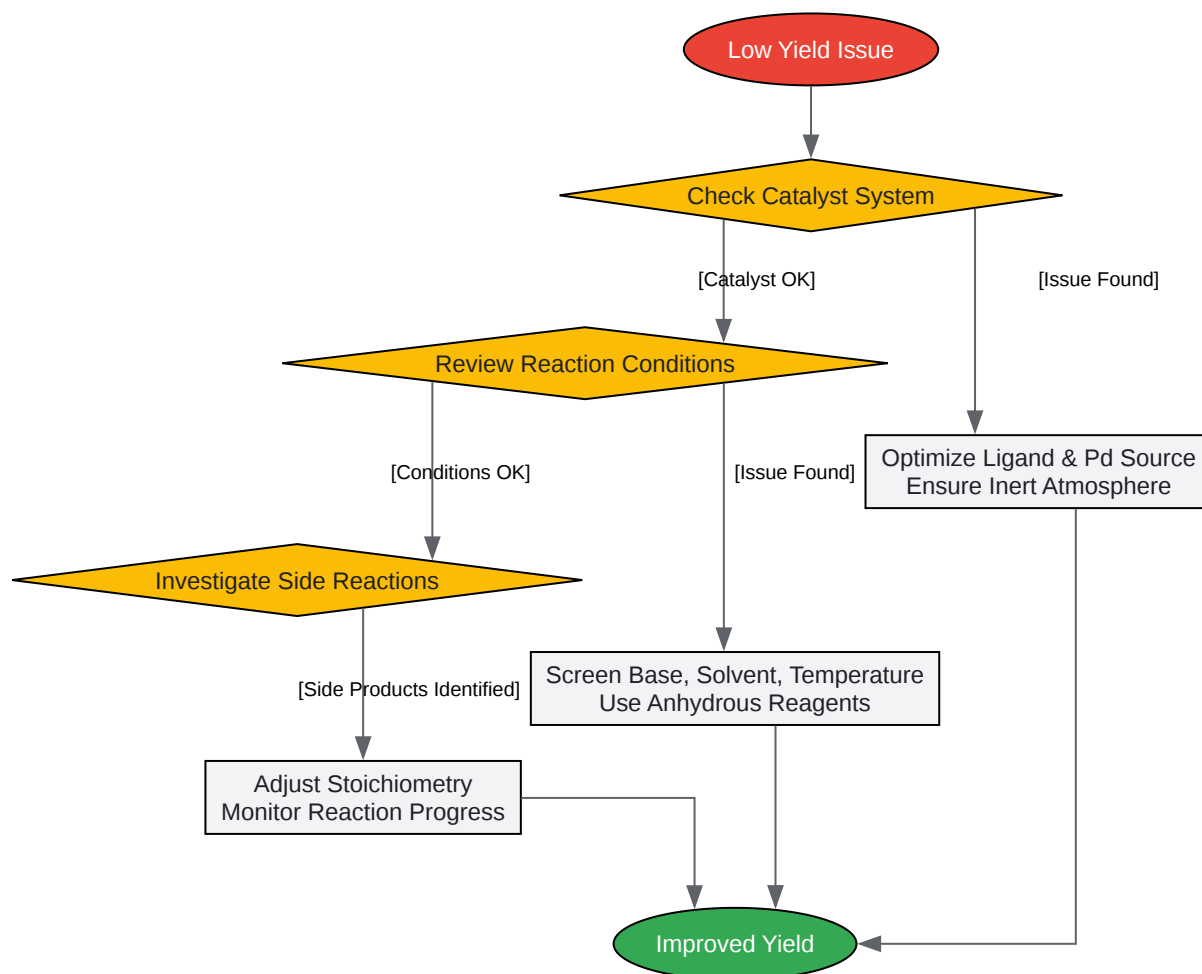 Low Yield Issue
Check Catalyst System
[Catalyst OK]
[Issue Found]
Review Reaction Conditions
Optimize Ligand & Pd Source
Ensure Inert Atmosphere
[Conditions OK]
[Issue Found]
Investigate Side Reactions
Screen Base, Solvent, Temperature
Use Anhydrous Reagents
[Side Products Identified]
Adjust Stoichiometry
Monitor Reaction Progress
Improved Yield